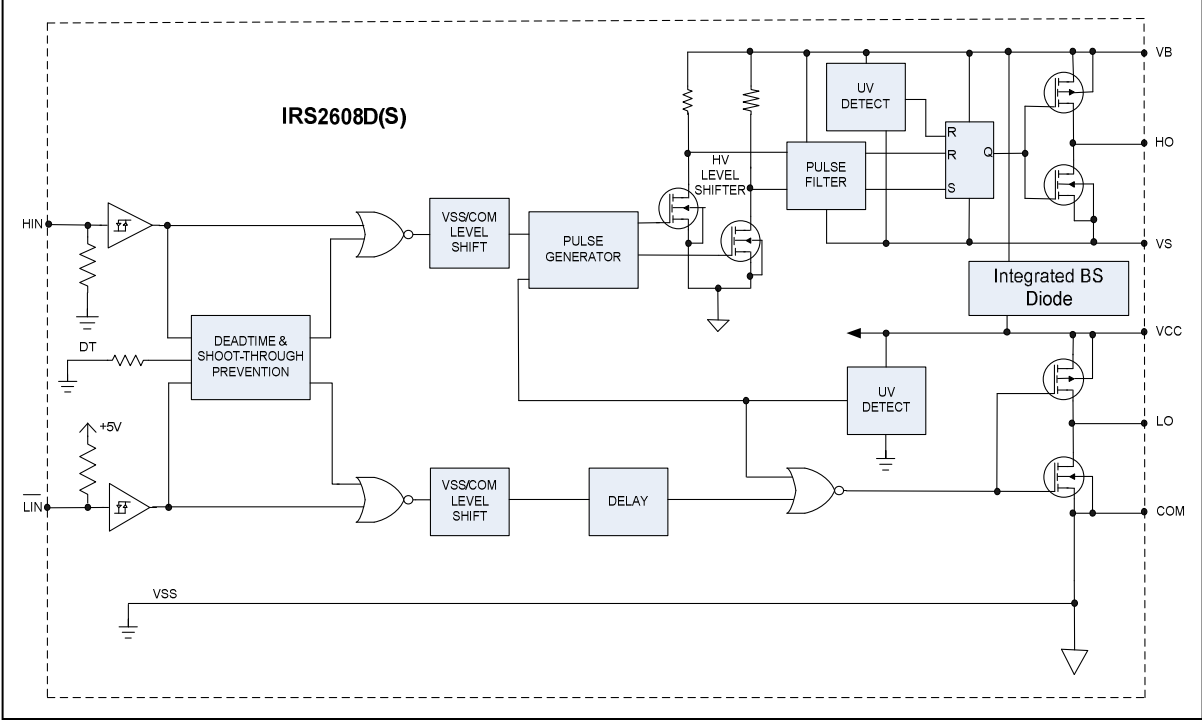 IRS2608D(S)
VB
UV
DETECT
R
R
S
Q
HO
HV
LEVEL
SHIFTER
PULSE
FILTER
HIN
VSS/COM
LEVEL
SHIFT
PULSE
GENERATOR
VS
Integrated BS
Diode
DT
DEADTIME &
SHOOT-THROUGH
PREVENTION
VCC
UV
DETECT
+5V
LO
LIN
VSS/COM
LEVEL
SHIFT
DELAY
COM
VSS